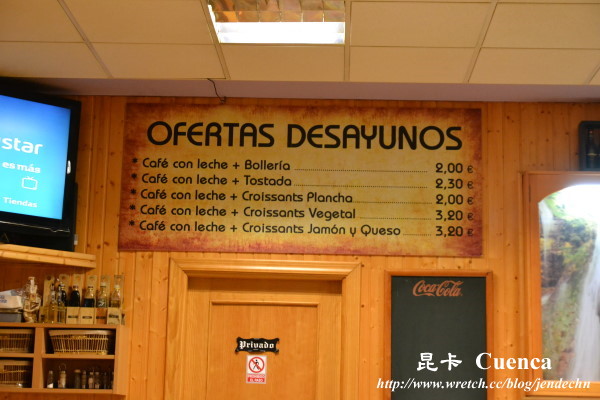 OFERTAS DESAYUNOS
* Café con leche + Bollería 2,00 €
* Café con leche + Tostada 2,30 €
* Café con leche + Croissants Plancha 2,00 €
* Café con leche + Croissants Vegetal 3,20 €
* Café con leche + Croissants Jamón y Queso 3,20 €
star
es más
Tiendas
Coca-Cola
Privado
昆卡 Cuenca
http://www.wretch.cc/blog/jendechn